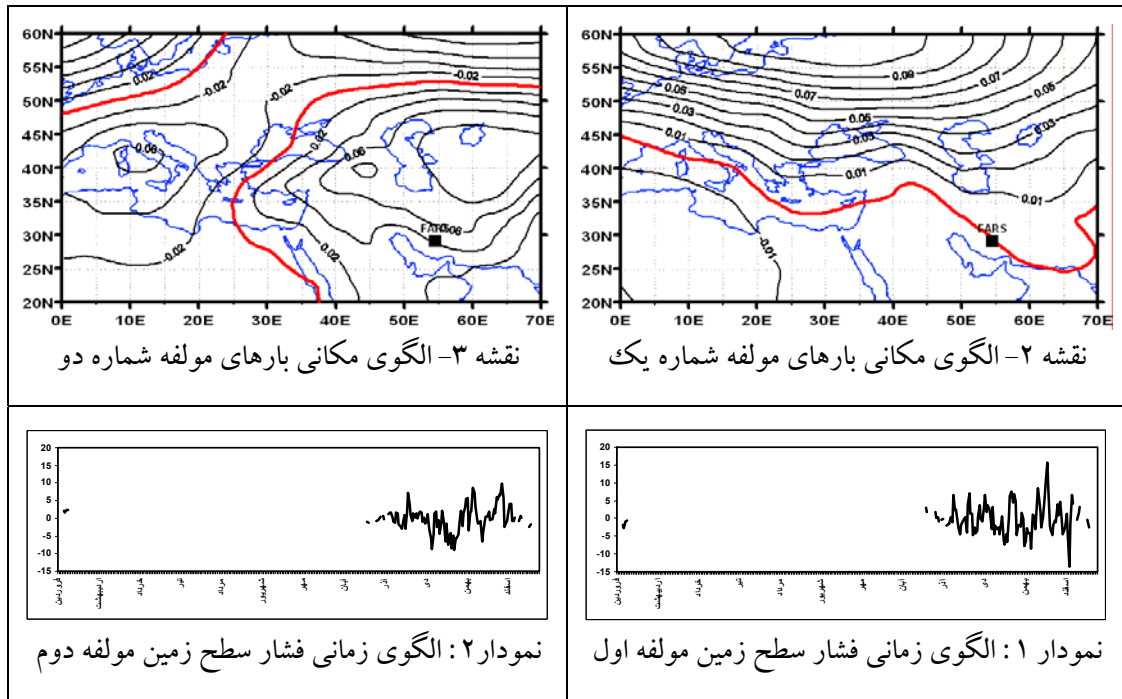 60N
55N
50N
45N
40N
35N
30N
25N
20N
0.07
0.07
0.05
0.05
0.05
0.03
0.03
0.03
0.01
0.01
0.01
-0.01
FARS
0E 10E 20E 30E 40E 50E 60E 70E
نقشه ۲- الگوی مکانی بارهای مولفه شماره یک
60N
55N
50N
45N
40N
35N
30N
25N
20N
0.02
-0.02
-0.02
-0.02
0.02
0.06
0.06
-0.02
0E 10E 20E 30E 40E 50E 60E 70E
نقشه ۳- الگوی مکانی بارهای مولفه شماره دو
20
15
10
5
0
-5
-10
-15
فروردین اردیبهشت خرداد تیر مرداد شهریور مهر آبان آذر دی بهمن اسفند
نمودار ۱ : الگوی زمانی فشار سطح زمین مولفه اول
20
15
10
5
0
-5
-10
-15
فروردین اردیبهشت خرداد تیر مرداد شهریور مهر آبان آذر دی بهمن اسفند
نمودار۲ : الگوی زمانی فشار سطح زمین مولفه دوم